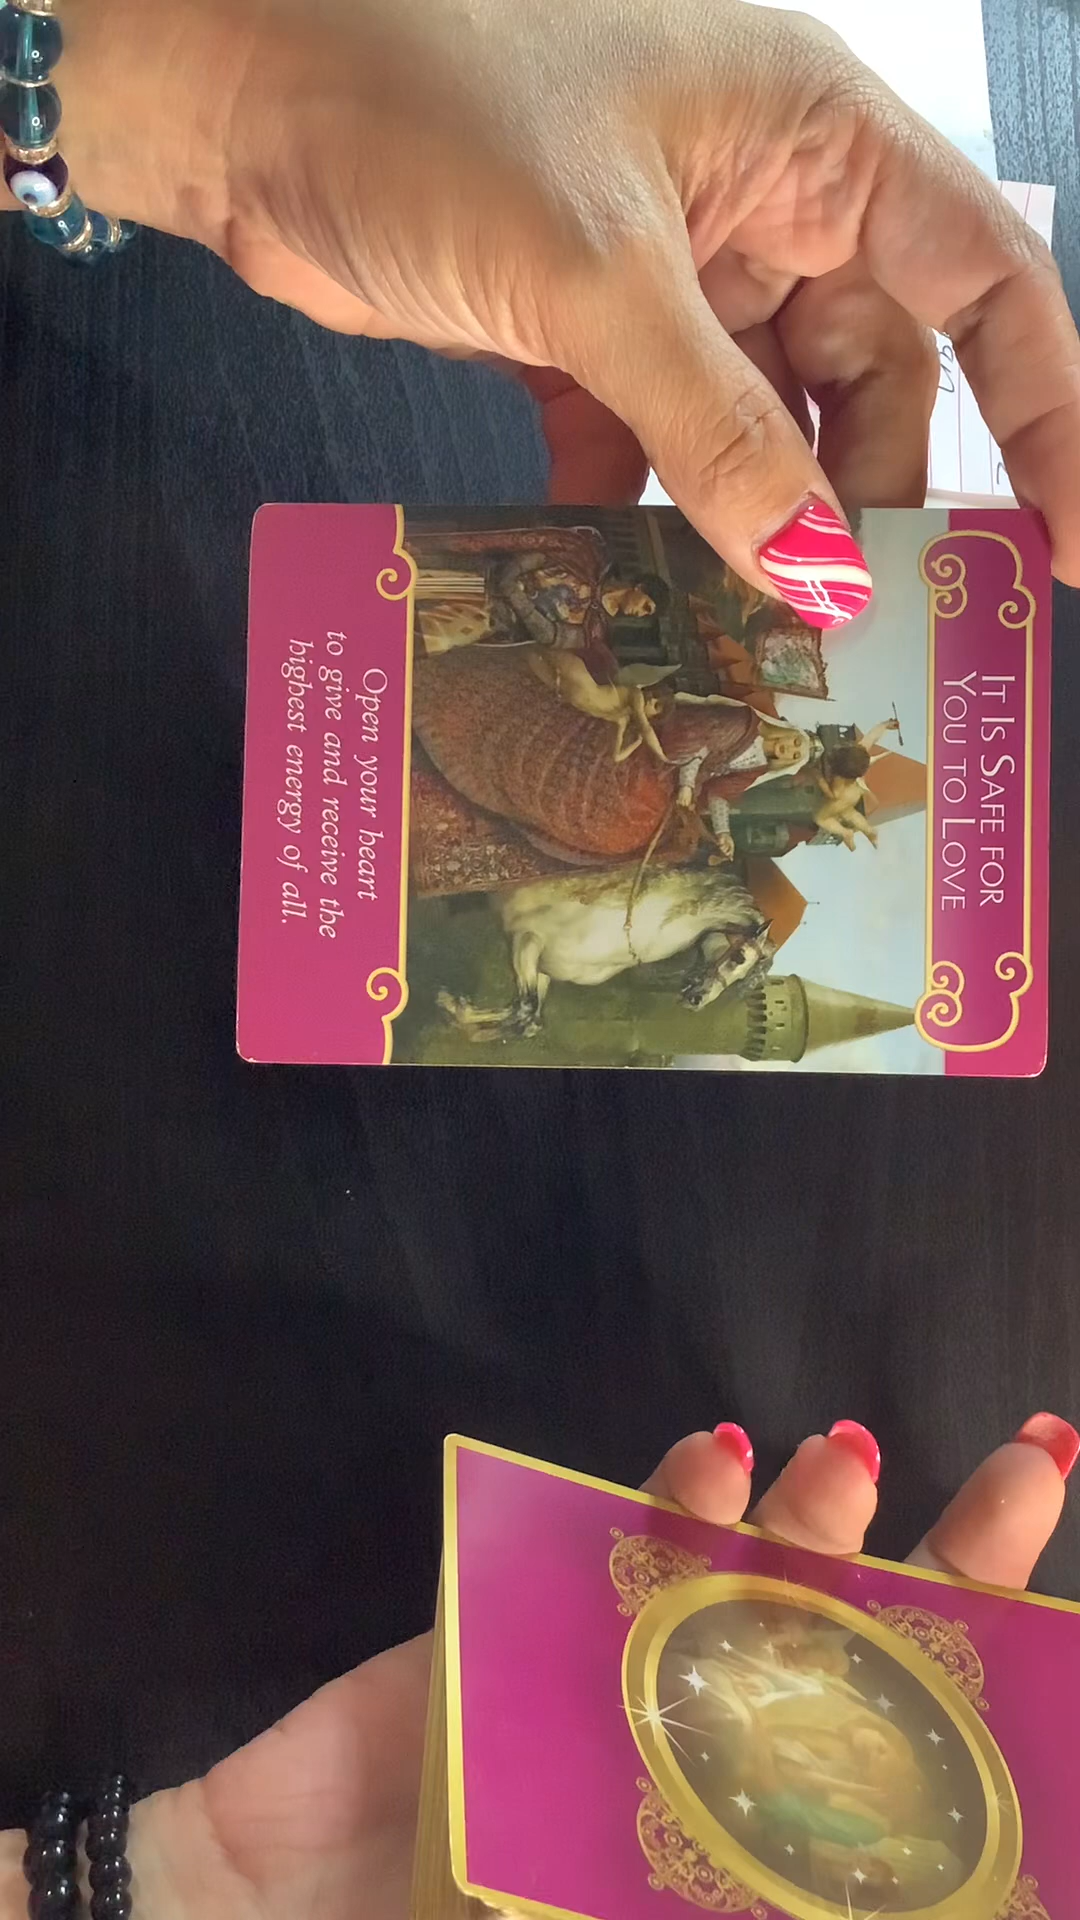 IT IS SAFE FOR
YOU TO LOVE
Open your heart
to give and receive the
highest energy of all.